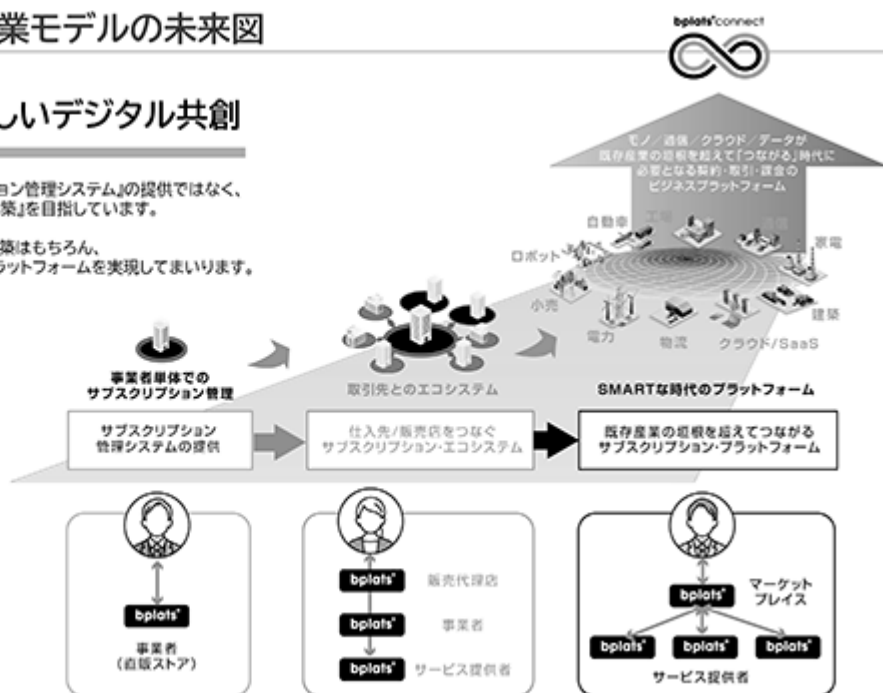 業モデルの未来図
bplats®connect
しいデジタル共創
ョン管理システム』の提供ではなく、
築』を目指しています。
築はもちろん、
ラットフォームを実現してまいります。
モノ/通信/クラウド/データが
既存産業の垣根を超えて「つながる」時代に
必要となる契約・取引・課金の
ビジネスプラットフォーム
自動車
工場
通信
ロボット
家電
小売
建築
電力
物流
クラウド/SaaS
事業者単体での
サブスクリプション管理
取引先とのエコシステム
SMARTな時代のプラットフォーム
サブスクリプション
管理システムの提供
仕入先/販売店をつなぐ
サブスクリプション・エコシステム
既存産業の垣根を超えてつながる
サブスクリプション・プラットフォーム
bplats®
事業者
(直販ストア)
bplats® 販売代理店
bplats® 事業者
bplats® サービス提供者
bplats® マーケット
プレイス
bplats® bplats® bplats®
サービス提供者